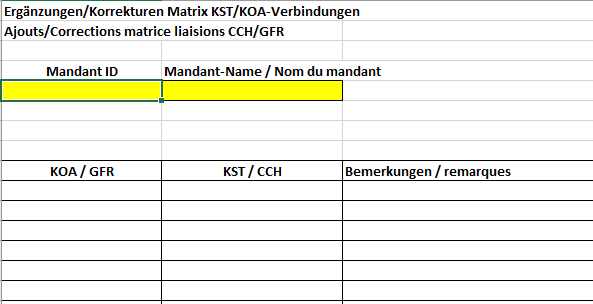 Ergänzungen/Korrekturen Matrix KST/KOA-Verbindungen
Ajouts/Corrections matrice liaisions CCH/GFR
Mandant ID Mandant-Name / Nom du mandant
KOA / GFR KST / CCH Bemerkungen / remarques